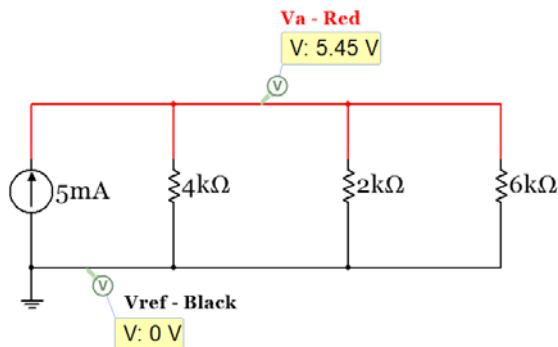 Va - Red
V: 5.45 V
V
5mA
4kΩ
2kΩ
6kΩ
V
Vref - Black
V: 0 V